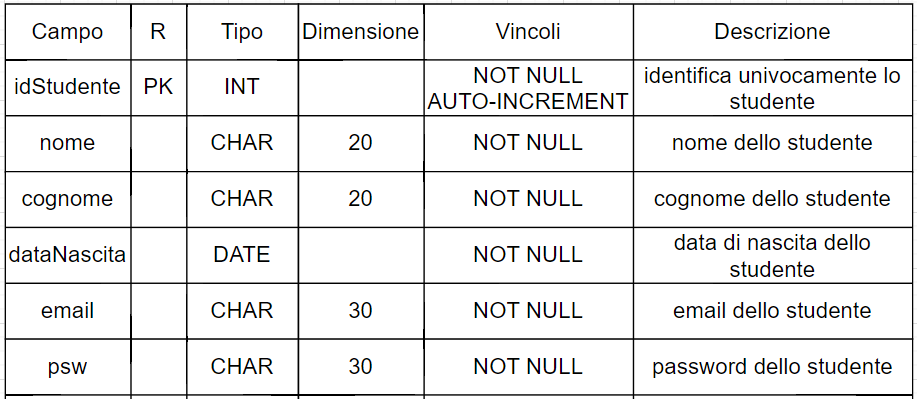 Campo R Tipo Dimensione Vincoli Descrizione
idStudente PK INT NOT NULL AUTO-INCREMENT identifica univocamente lo studente
nome CHAR 20 NOT NULL nome dello studente
cognome CHAR 20 NOT NULL cognome dello studente
dataNascita DATE NOT NULL data di nascita dello studente
email CHAR 30 NOT NULL email dello studente
psw CHAR 30 NOT NULL password dello studente